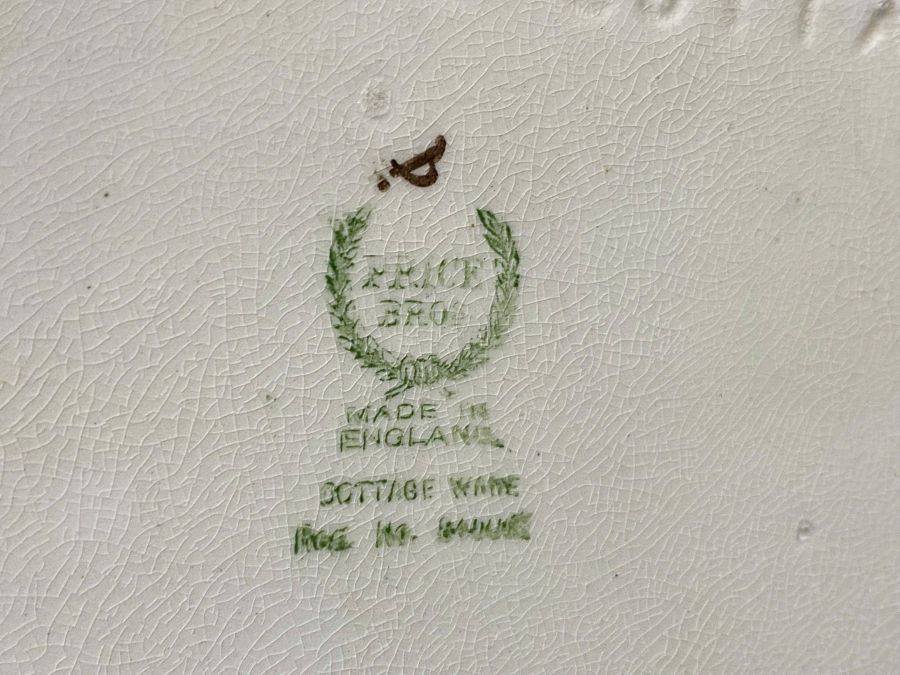 PRICE
BROS
MADE IN
ENGLAND
COTTAGE WARE
REG. No.